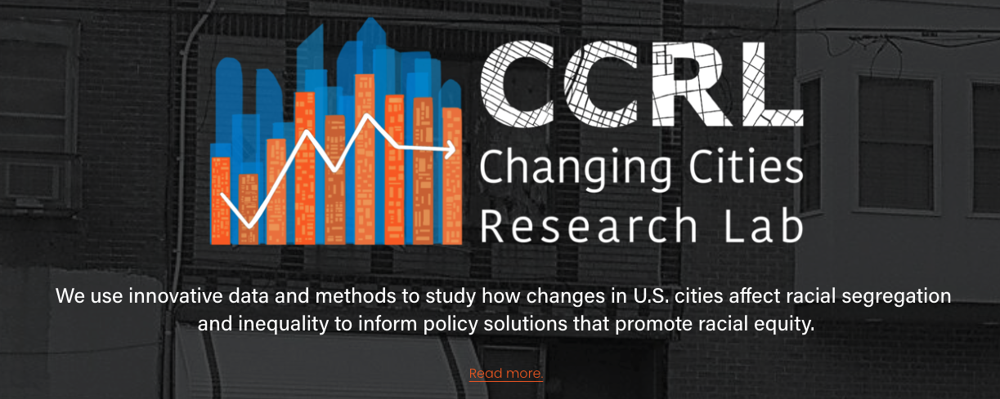 CCRL
Changing Cities
Research Lab
We use innovative data and methods to study how changes in U.S. cities affect racial segregation
and inequality to inform policy solutions that promote racial equity.
Read more.